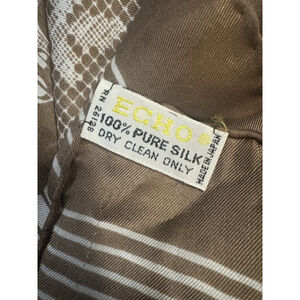 ECHO®
100% PURE SILK
DRY CLEAN ONLY
RN 26128
MADE IN JAPAN